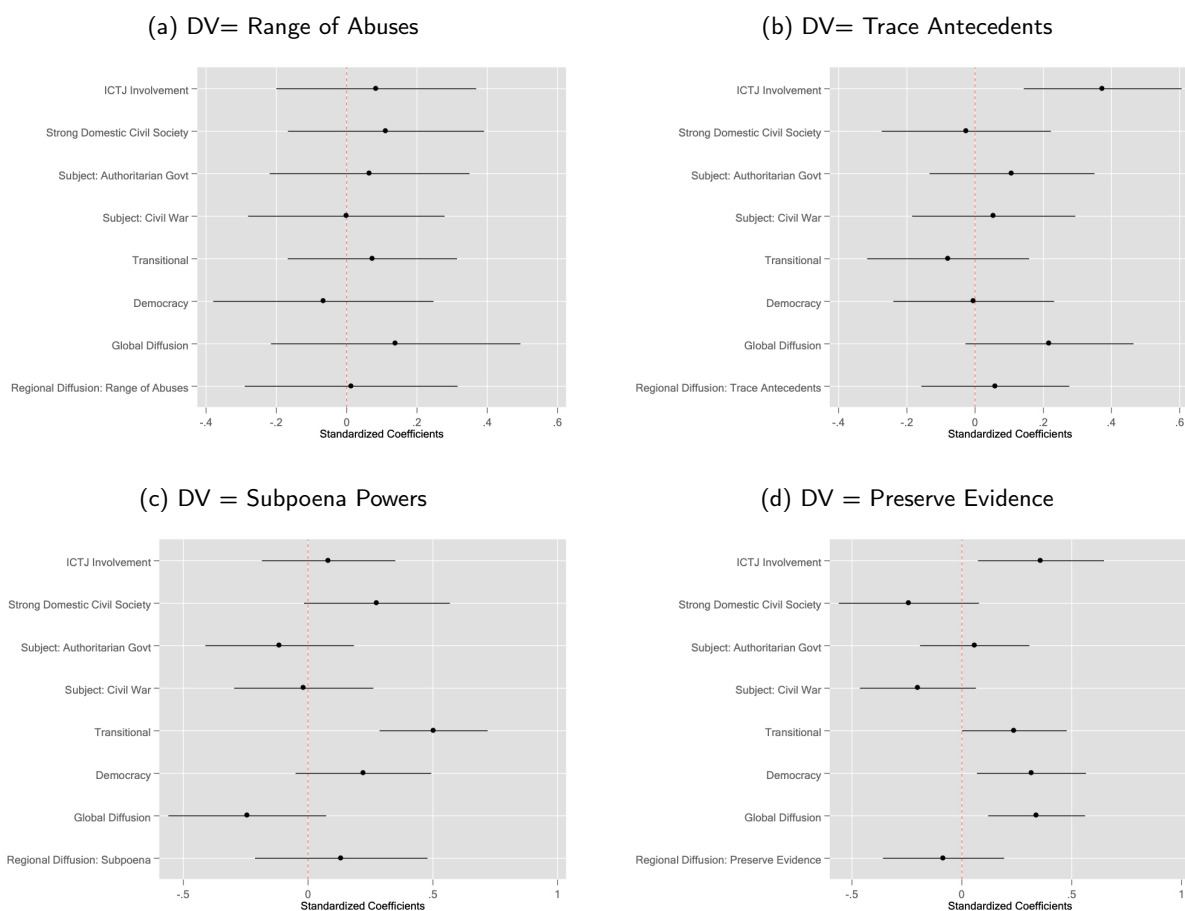 (a) DV= Range of Abuses
ICTJ Involvement
Strong Domestic Civil Society
Subject: Authoritarian Govt
Subject: Civil War
Transitional
Democracy
Global Diffusion
Regional Diffusion: Range of Abuses
-.4 -.2 0 .2 .4 .6
Standardized Coefficients
(b) DV= Trace Antecedents
ICTJ Involvement
Strong Domestic Civil Society
Subject: Authoritarian Govt
Subject: Civil War
Transitional
Democracy
Global Diffusion
Regional Diffusion: Trace Antecedents
-.4 -.2 0 .2 .4 .6
Standardized Coefficients
(c) DV = Subpoena Powers
ICTJ Involvement
Strong Domestic Civil Society
Subject: Authoritarian Govt
Subject: Civil War
Transitional
Democracy
Global Diffusion
Regional Diffusion: Subpoena
-.5 0 .5 1
Standardized Coefficients
(d) DV = Preserve Evidence
ICTJ Involvement
Strong Domestic Civil Society
Subject: Authoritarian Govt
Subject: Civil War
Transitional
Democracy
Global Diffusion
Regional Diffusion: Preserve Evidence
-.5 0 .5 1
Standardized Coefficients